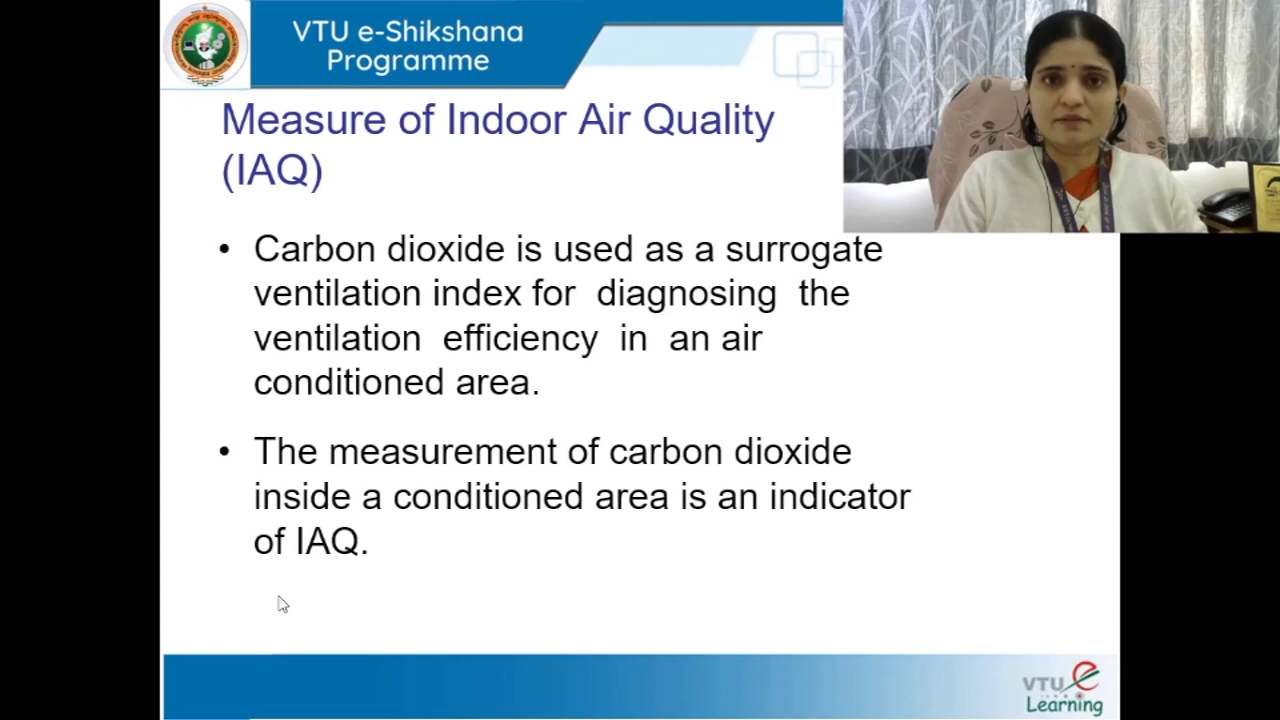 VTU e-Shikshana
Programme
Measure of Indoor Air Quality
(IAQ)
• Carbon dioxide is used as a surrogate
ventilation index for diagnosing the
ventilation efficiency in an air
conditioned area.
• The measurement of carbon dioxide
inside a conditioned area is an indicator
of IAQ.
VTU e
Learning